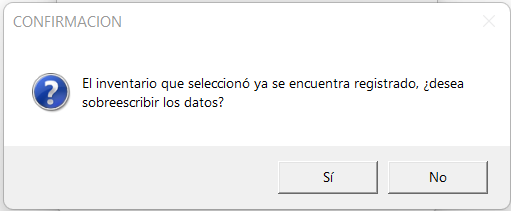 CONFIRMACION
El inventario que seleccionó ya se encuentra registrado, ¿desea
sobreescribir los datos?
Sí
No